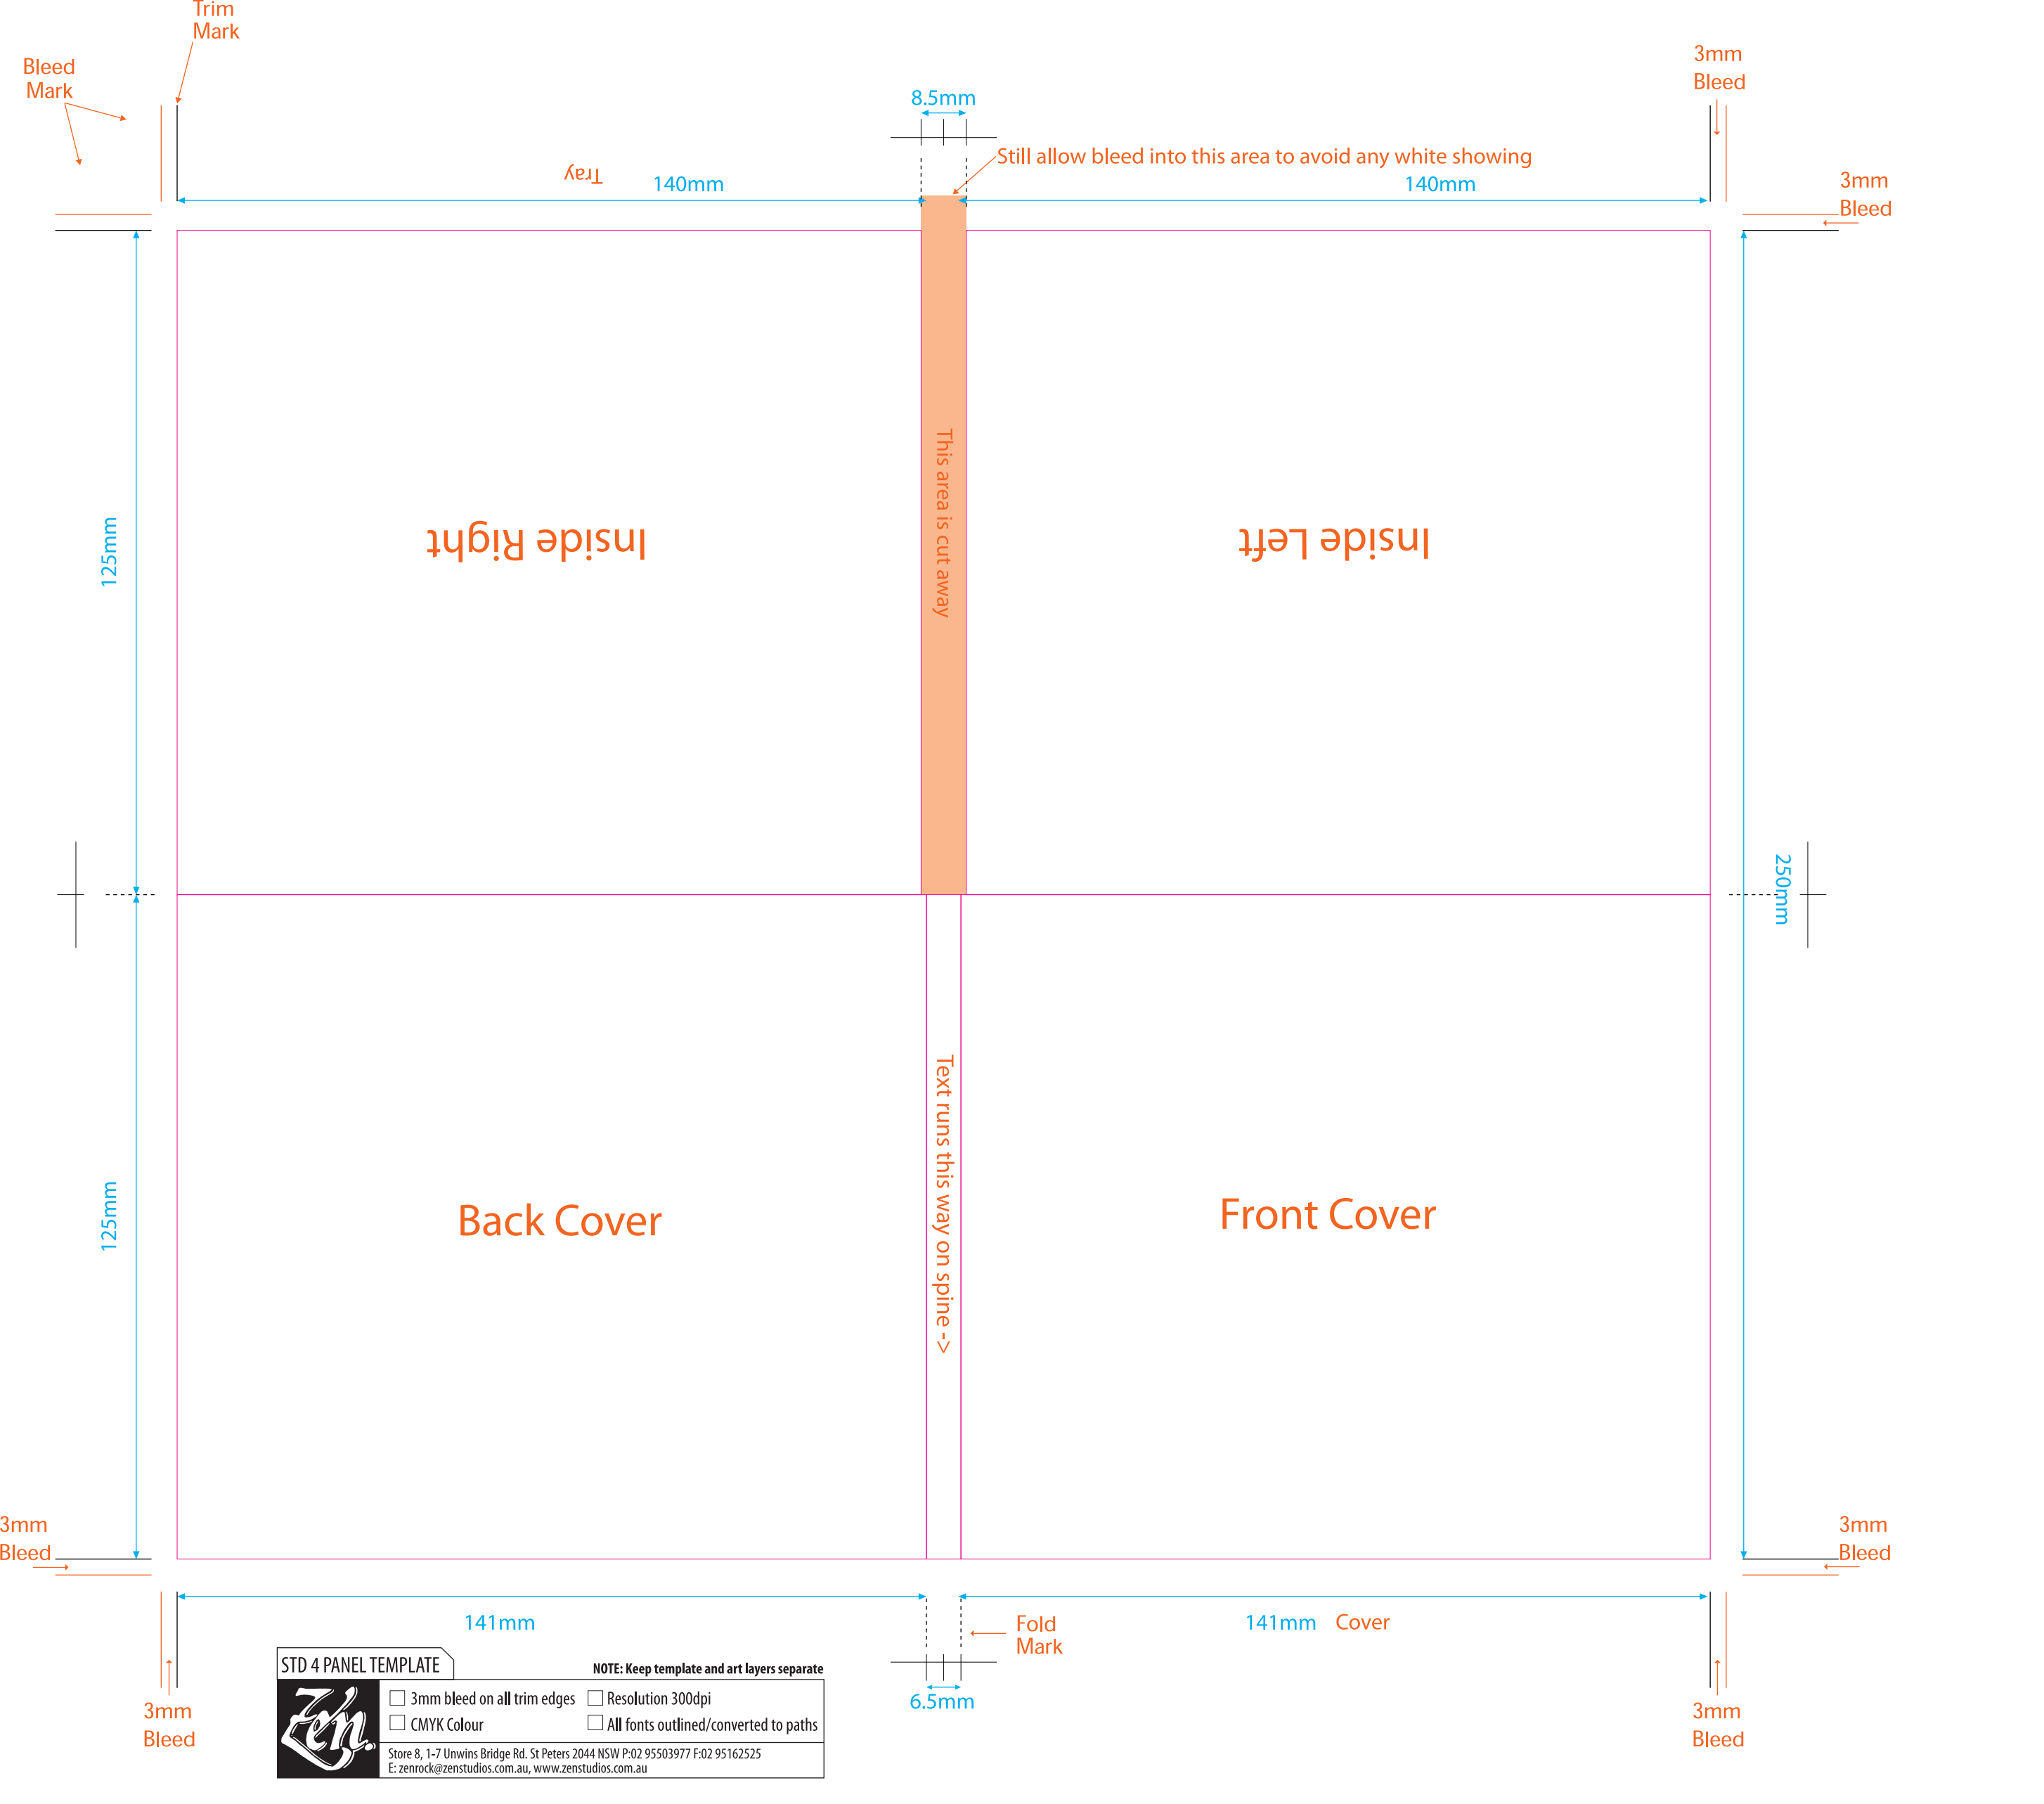 Trim
Mark
Bleed
Mark
3mm
Bleed
8.5mm
Still allow bleed into this area to avoid any white showing
Tray
140mm
140mm
3mm
Bleed
This area is cut away
125mm
Inside Right
Inside Left
250mm
Text runs this way on spine ->
125mm
Back Cover
Front Cover
3mm
Bleed
3mm
Bleed
141mm
Fold
Mark
141mm
Cover
STD 4 PANEL TEMPLATE
NOTE: Keep template and art layers separate
Zen.
3mm bleed on all trim edges
Resolution 300dpi
CMYK Colour
All fonts outlined/converted to paths
Store 8, 1-7 Unwins Bridge Rd. St Peters 2044 NSW P:02 95503977 F:02 95162525
E: zenrock@zenstudios.com.au, www.zenstudios.com.au
6.5mm
3mm
Bleed
3mm
Bleed